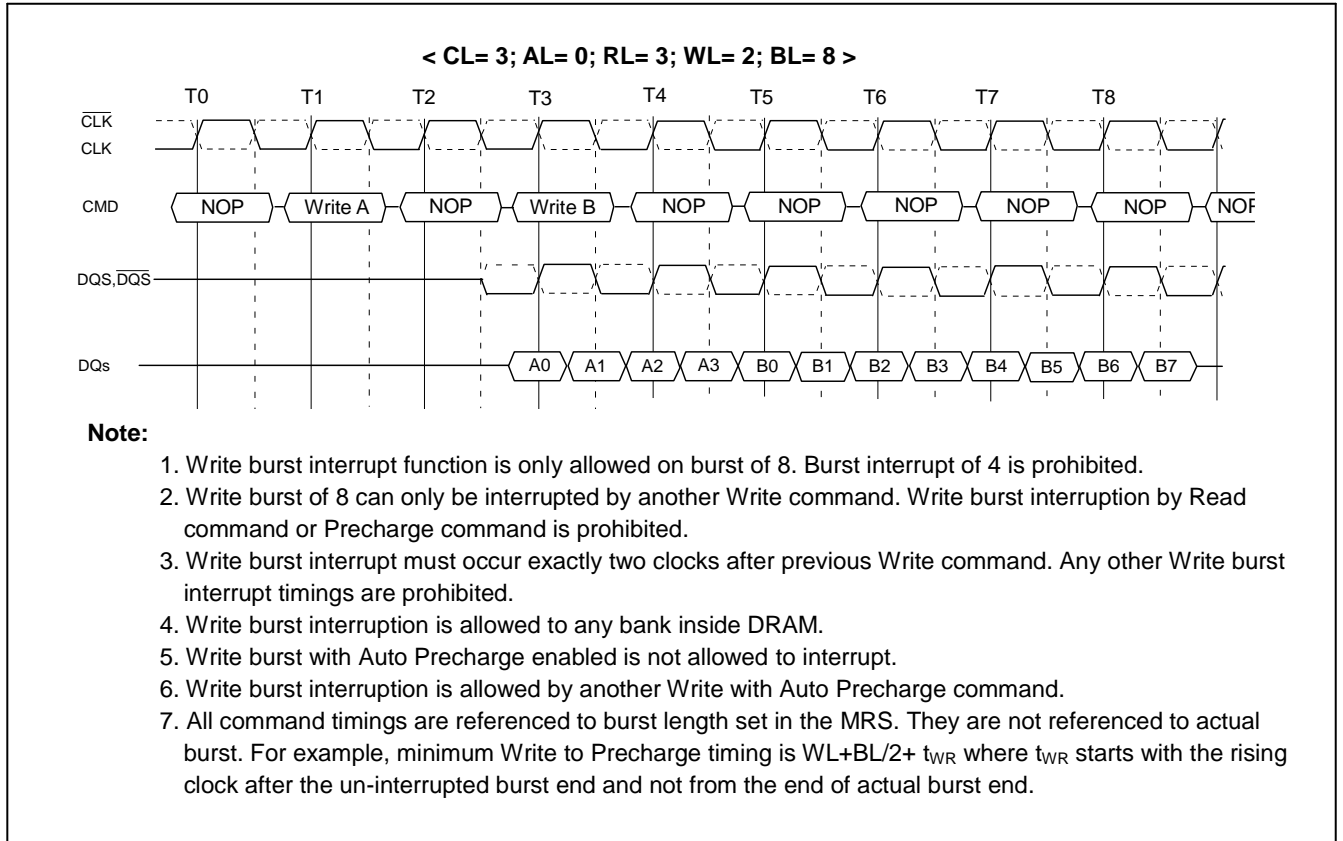 < CL= 3; AL= 0; RL= 3; WL= 2; BL= 8 >
T0 T1 T2 T3 T4 T5 T6 T7 T8
CLK
CLK
CMD NOP Write A NOP Write B NOP NOP NOP NOP NOP NOP
DQS,DQS
DQs A0 A1 A2 A3 B0 B1 B2 B3 B4 B5 B6 B7
Note:
1. Write burst interrupt function is only allowed on burst of 8. Burst interrupt of 4 is prohibited.
2. Write burst of 8 can only be interrupted by another Write command. Write burst interruption by Read
command or Precharge command is prohibited.
3. Write burst interrupt must occur exactly two clocks after previous Write command. Any other Write burst
interrupt timings are prohibited.
4. Write burst interruption is allowed to any bank inside DRAM.
5. Write burst with Auto Precharge enabled is not allowed to interrupt.
6. Write burst interruption is allowed by another Write with Auto Precharge command.
7. All command timings are referenced to burst length set in the MRS. They are not referenced to actual
burst. For example, minimum Write to Precharge timing is WL+BL/2+ tWR where tWR starts with the rising
clock after the un-interrupted burst end and not from the end of actual burst end.